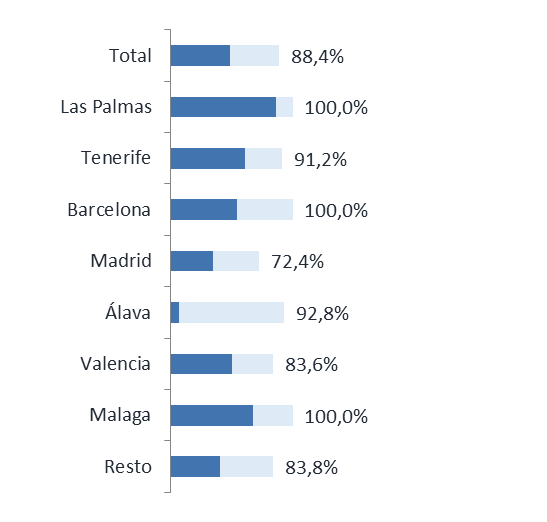 Total 88,4%
Las Palmas 100,0%
Tenerife 91,2%
Barcelona 100,0%
Madrid 72,4%
Álava 92,8%
Valencia 83,6%
Malaga 100,0%
Resto 83,8%